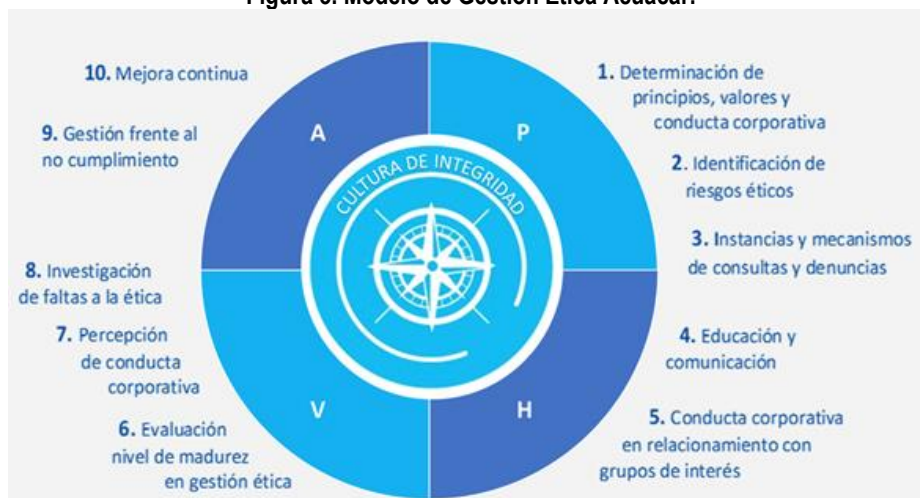 Figura 3. Modelo de Gestión Ética Acuacar.
10. Mejora continua
9. Gestión frente al
no cumplimiento
8. Investigación
de faltas a la ética
7. Percepción
de conducta
corporativa
6. Evaluación
nivel de madurez
en gestión ética
A
P
V
H
CULTURA DE INTEGRIDAD
1. Determinación de
principios, valores y
conducta corporativa
2. Identificación de
riesgos éticos
3. Instancias y mecanismos
de consultas y denuncias
4. Educación y
comunicación
5. Conducta corporativa
en relacionamiento con
grupos de interés